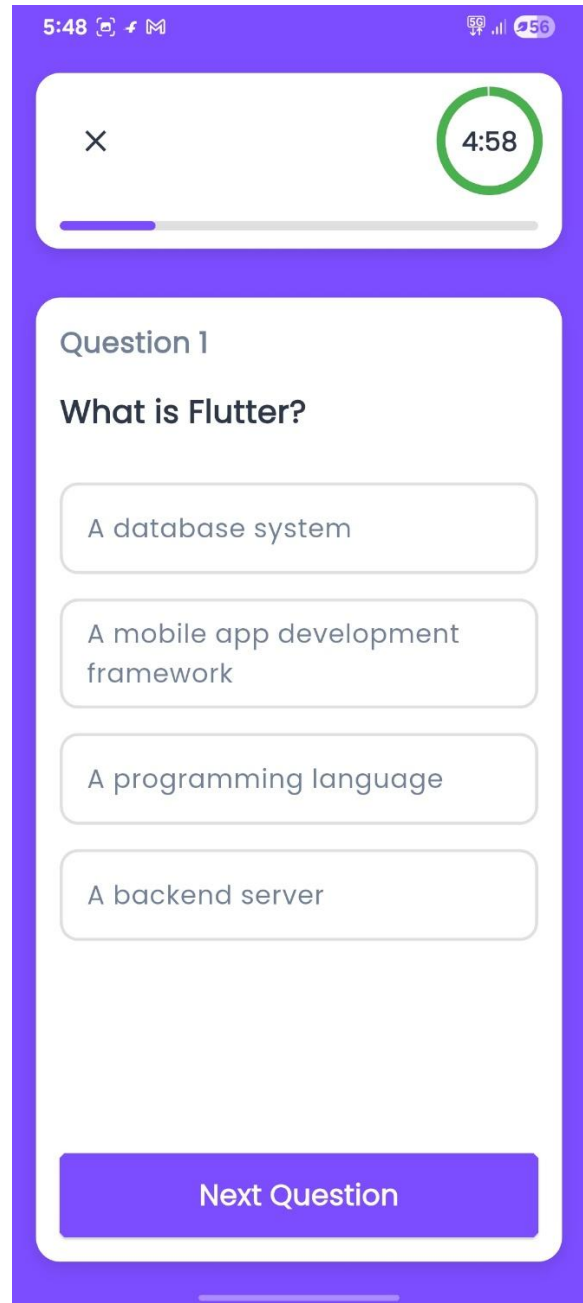 5:48
5G
56
4:58
Question 1
What is Flutter?
A database system
A mobile app development
framework
A programming language
A backend server
Next Question